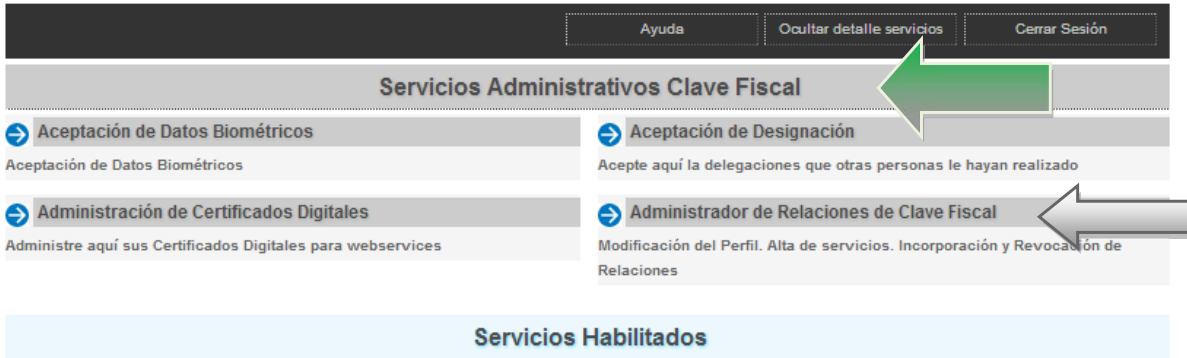 Ayuda Ocultar detalle servicios Cerrar Sesión
Servicios Administrativos Clave Fiscal
Aceptación de Datos Biométricos
Aceptación de Datos Biométricos
Aceptación de Designación
Acepte aquí la delegaciones que otras personas le hayan realizado
Administración de Certificados Digitales
Administre aquí sus Certificados Digitales para webservices
Administrador de Relaciones de Clave Fiscal
Modificación del Perfil. Alta de servicios. Incorporación y Revocación de
Relaciones
Servicios Habilitados